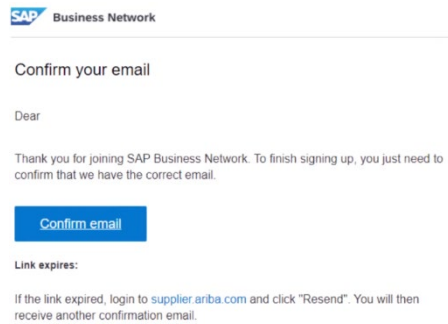 SAP Business Network
Confirm your email
Dear
Thank you for joining SAP Business Network. To finish signing up, you just need to
confirm that we have the correct email.
Confirm email
Link expires:
If the link expired, login to supplier.ariba.com and click "Resend". You will then
receive another confirmation email.